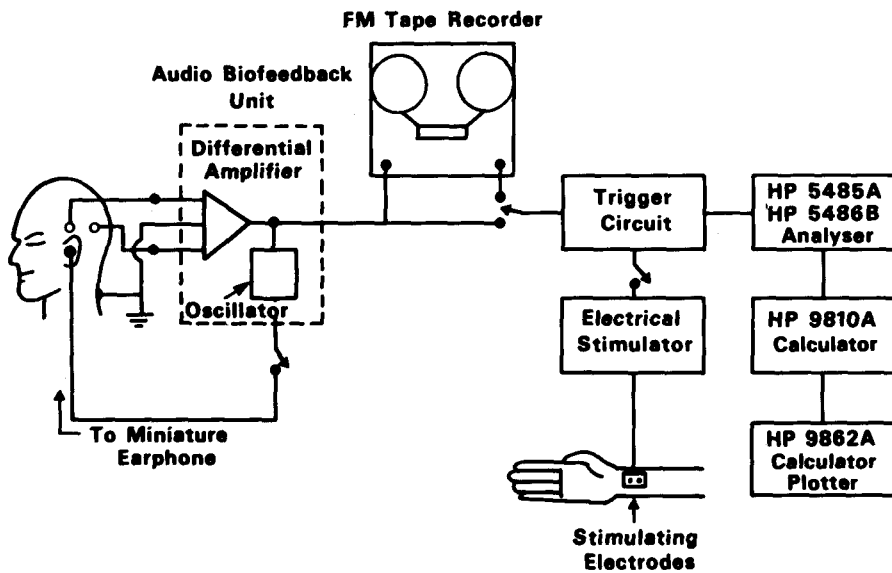 FM Tape Recorder
Audio Biofeedback
Unit
Differential
Amplifier
Oscillator
To Miniature
Earphone
Trigger
Circuit
Electrical
Stimulator
Stimulating
Electrodes
HP 5485A
HP 5486B
Analyser
HP 9810A
Calculator
HP 9862A
Calculator
Plotter